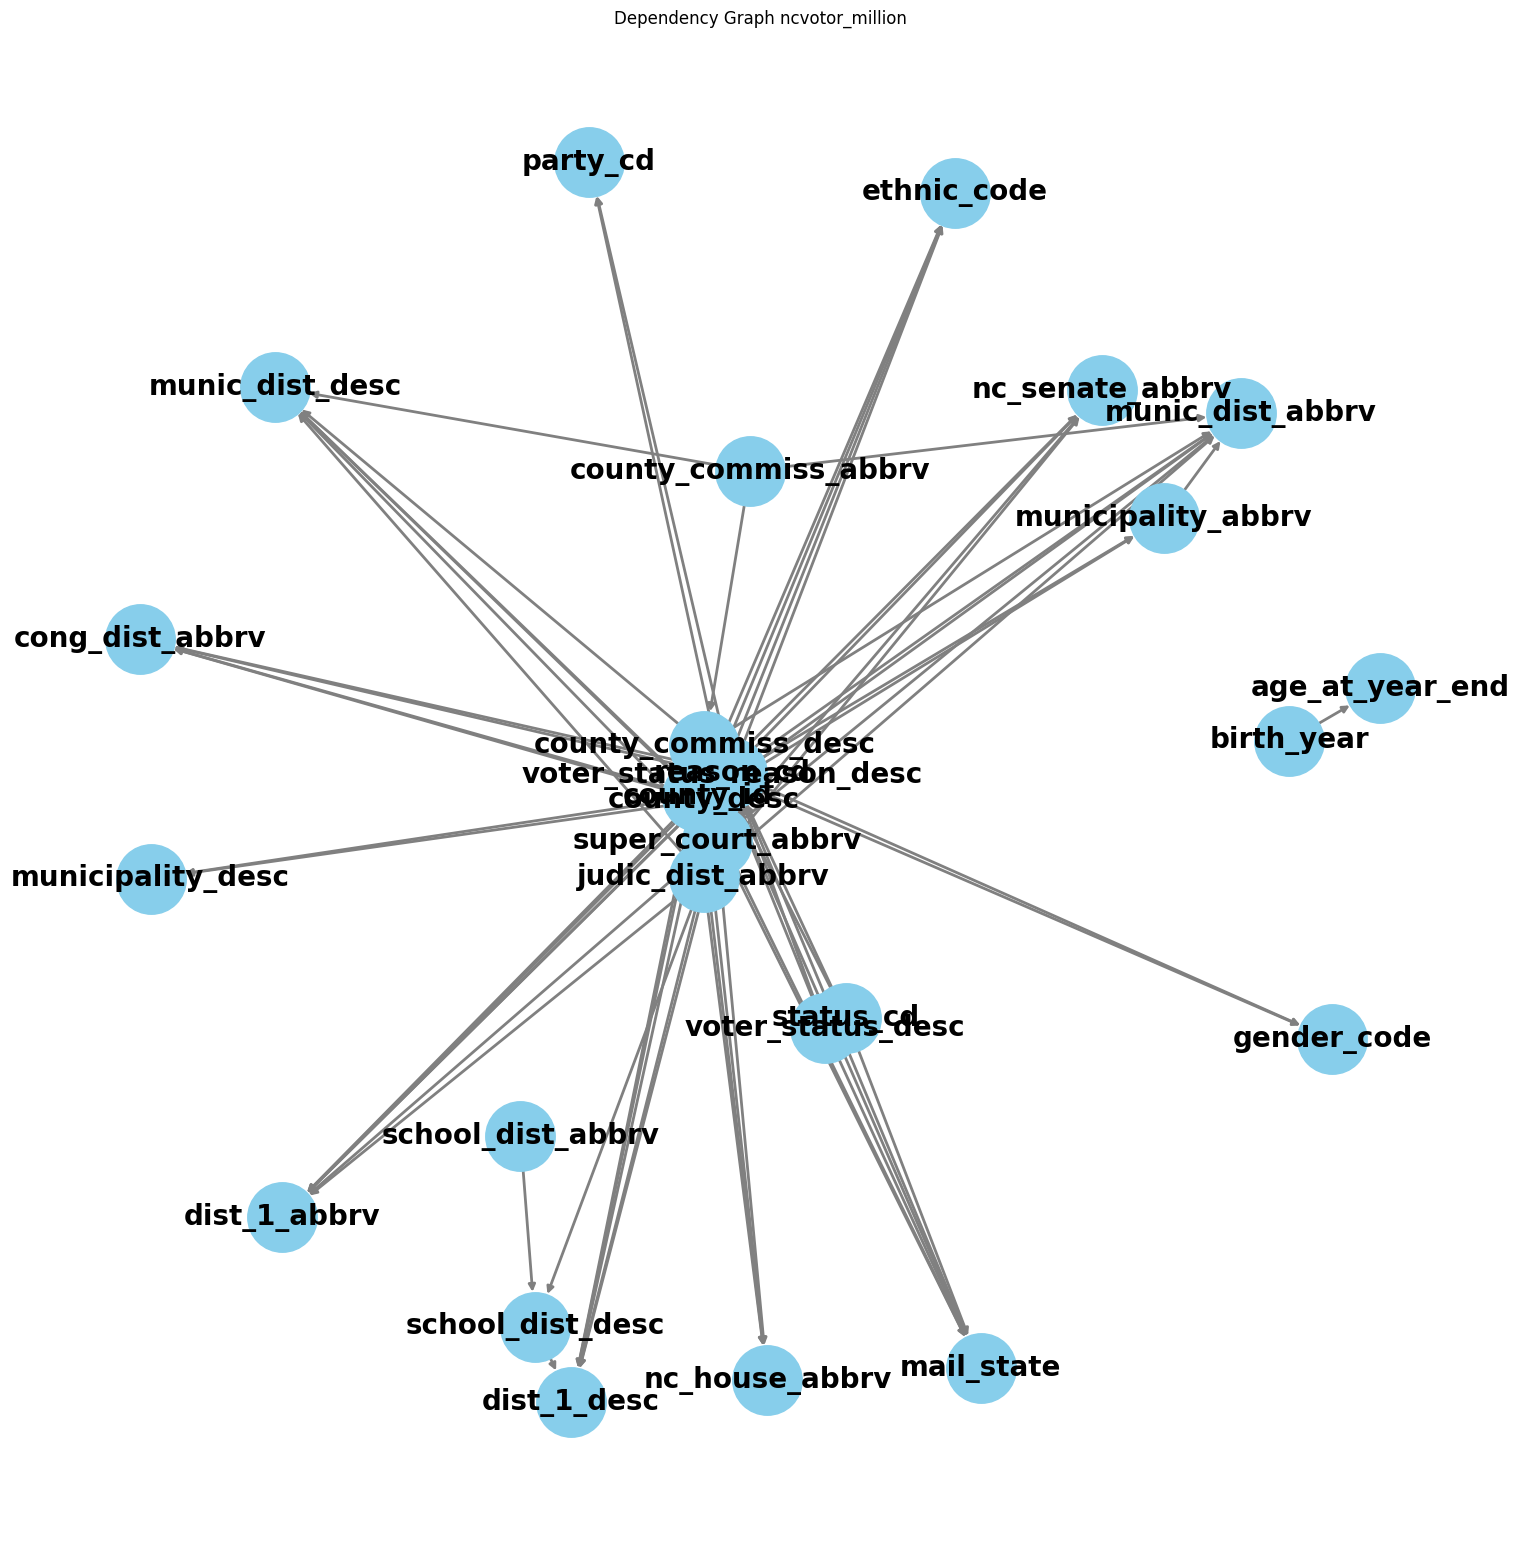 Dependency Graph ncvotor_million
party_cd
ethnic_code
munic_dist_desc
nc_senate_abbrv
munic_dist_abbrv
county_commiss_abbrv
municipality_abbrv
cong_dist_abbrv
age_at_year_end
birth_year
county_commiss_desc
reason_cd
voter_status_reason_desc
county_id
county_desc
super_court_abbrv
judic_dist_abbrv
municipality_desc
status_cd
voter_status_desc
gender_code
school_dist_abbrv
dist_1_abbrv
school_dist_desc
nc_house_abbrv
mail_state
dist_1_desc